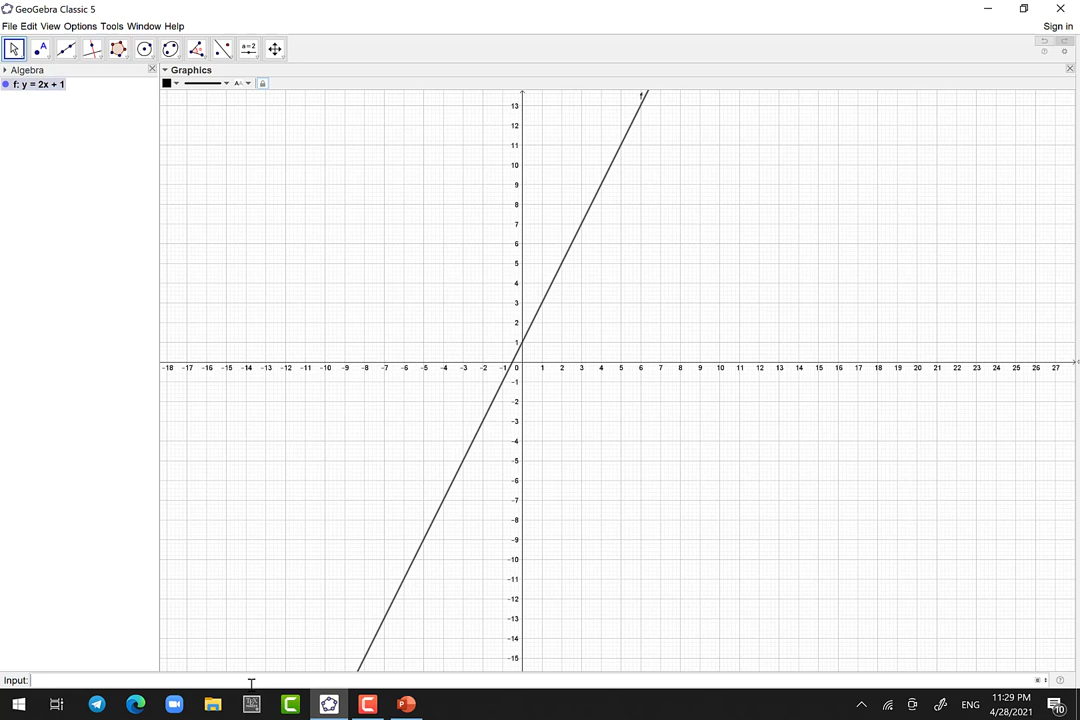 GeoGebra Classic 5
File Edit View Options Tools Window Help
Sign in
a=2
Algebra
Graphics
f: y = 2x + 1
AA
f
13
12
11
10
9
8
7
6
5
4
3
2
1
-18 -17 -16 -15 -14 -13 -12 -11 -10 -9 -8 -7 -6 -5 -4 -3 -2 -1 0 1 2 3 4 5 6 7 8 9 10 11 12 13 14 15 16 17 18 19 20 21 22 23 24 25 26 27
-1
-2
-3
-4
-5
-6
-7
-8
-9
-10
-11
-12
-13
-14
-15
Input:
ENG
11:29 PM
4/28/2021
10